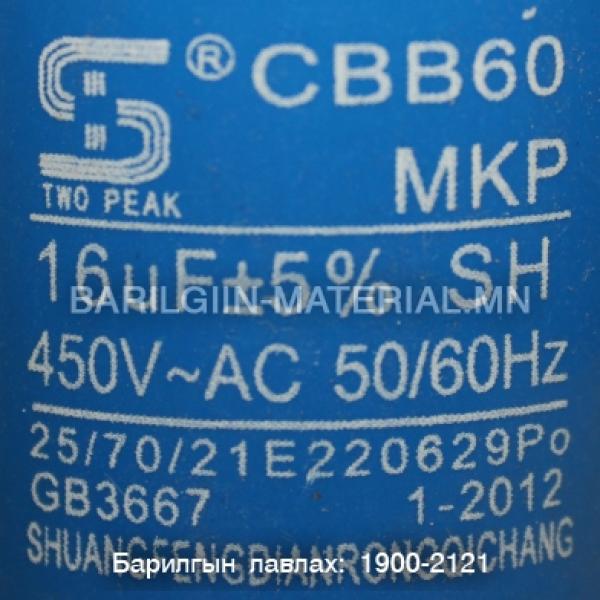 ® CBB60
TWO PEAK
MKP
16µF±5% SH
BARILGIIN-MATERIAL.MN
450V~AC 50/60Hz
25/70/21E220629Po
GB3667 1-2012
SHUANGFENGDIANRONGQICHANG
Барилгын лавлах: 1900-2121